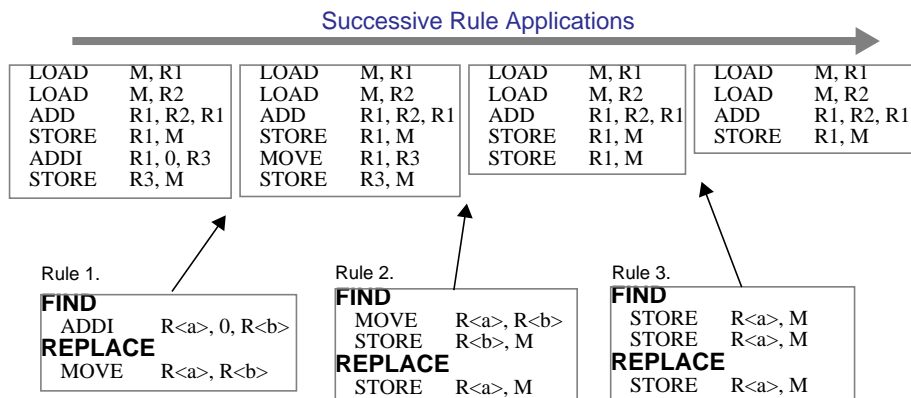 Successive Rule Applications
LOAD M, R1
LOAD M, R2
ADD R1, R2, R1
STORE R1, M
ADDI R1, 0, R3
STORE R3, M
LOAD M, R1
LOAD M, R2
ADD R1, R2, R1
STORE R1, M
MOVE R1, R3
STORE R3, M
LOAD M, R1
LOAD M, R2
ADD R1, R2, R1
STORE R1, M
STORE R1, M
LOAD M, R1
LOAD M, R2
ADD R1, R2, R1
STORE R1, M
Rule 1.
FIND
ADDI R<a>, 0, R<b>
REPLACE
MOVE R<a>, R<b>
Rule 2.
FIND
MOVE R<a>, R<b>
STORE R<b>, M
REPLACE
STORE R<a>, M
Rule 3.
FIND
STORE R<a>, M
STORE R<a>, M
REPLACE
STORE R<a>, M